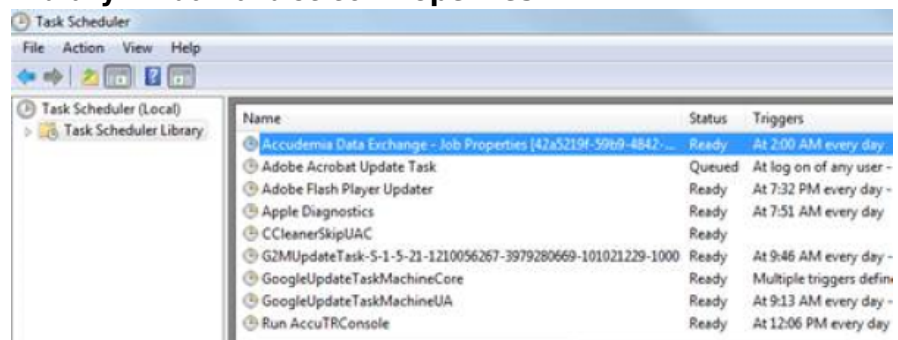 Task Scheduler
File Action View Help
Task Scheduler (Local)
Task Scheduler Library
Name Status Triggers
Accudemia Data Exchange - Job Properties [42a5219f-59b9-4842-... Ready At 2:00 AM every day
Adobe Acrobat Update Task Queued At log on of any user -
Adobe Flash Player Updater Ready At 7:32 PM every day -
Apple Diagnostics Ready At 7:51 AM every day
CCleanerSkipUAC Ready
G2MUpdateTask-S-1-5-21-1210056267-3979280669-101021229-1000 Ready At 9:46 AM every day -
GoogleUpdateTaskMachineCore Ready Multiple triggers define
GoogleUpdateTaskMachineUA Ready At 9:13 AM every day -
Run AccuTRConsole Ready At 12:06 PM every day